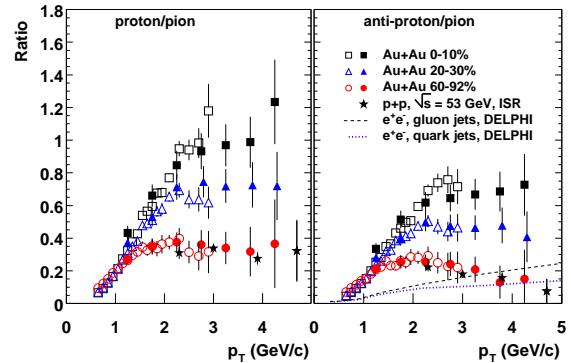 Ratio
proton/pion
anti-proton/pion
1.8
1.6
1.4
1.2
1
0.8
0.6
0.4
0.2
0
Au+Au 0-10%
Au+Au 20-30%
Au+Au 60-92%
p+p, √s = 53 GeV, ISR
e⁺e⁻, gluon jets, DELPHI
e⁺e⁻, quark jets, DELPHI
0 1 2 3 4 0 1 2 3 4 5
p_T (GeV/c) p_T (GeV/c)